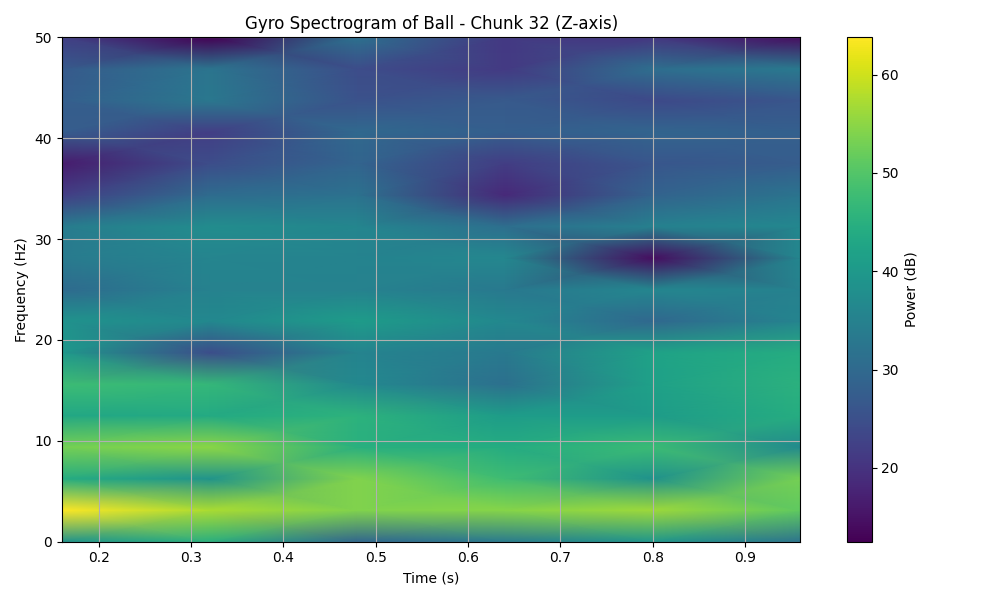 Gyro Spectrogram of Ball - Chunk 32 (Z-axis)
50
40
30
20
10
0
Frequency (Hz)
0.2 0.3 0.4 0.5 0.6 0.7 0.8 0.9
Time (s)
60
50
40
30
20
Power (dB)